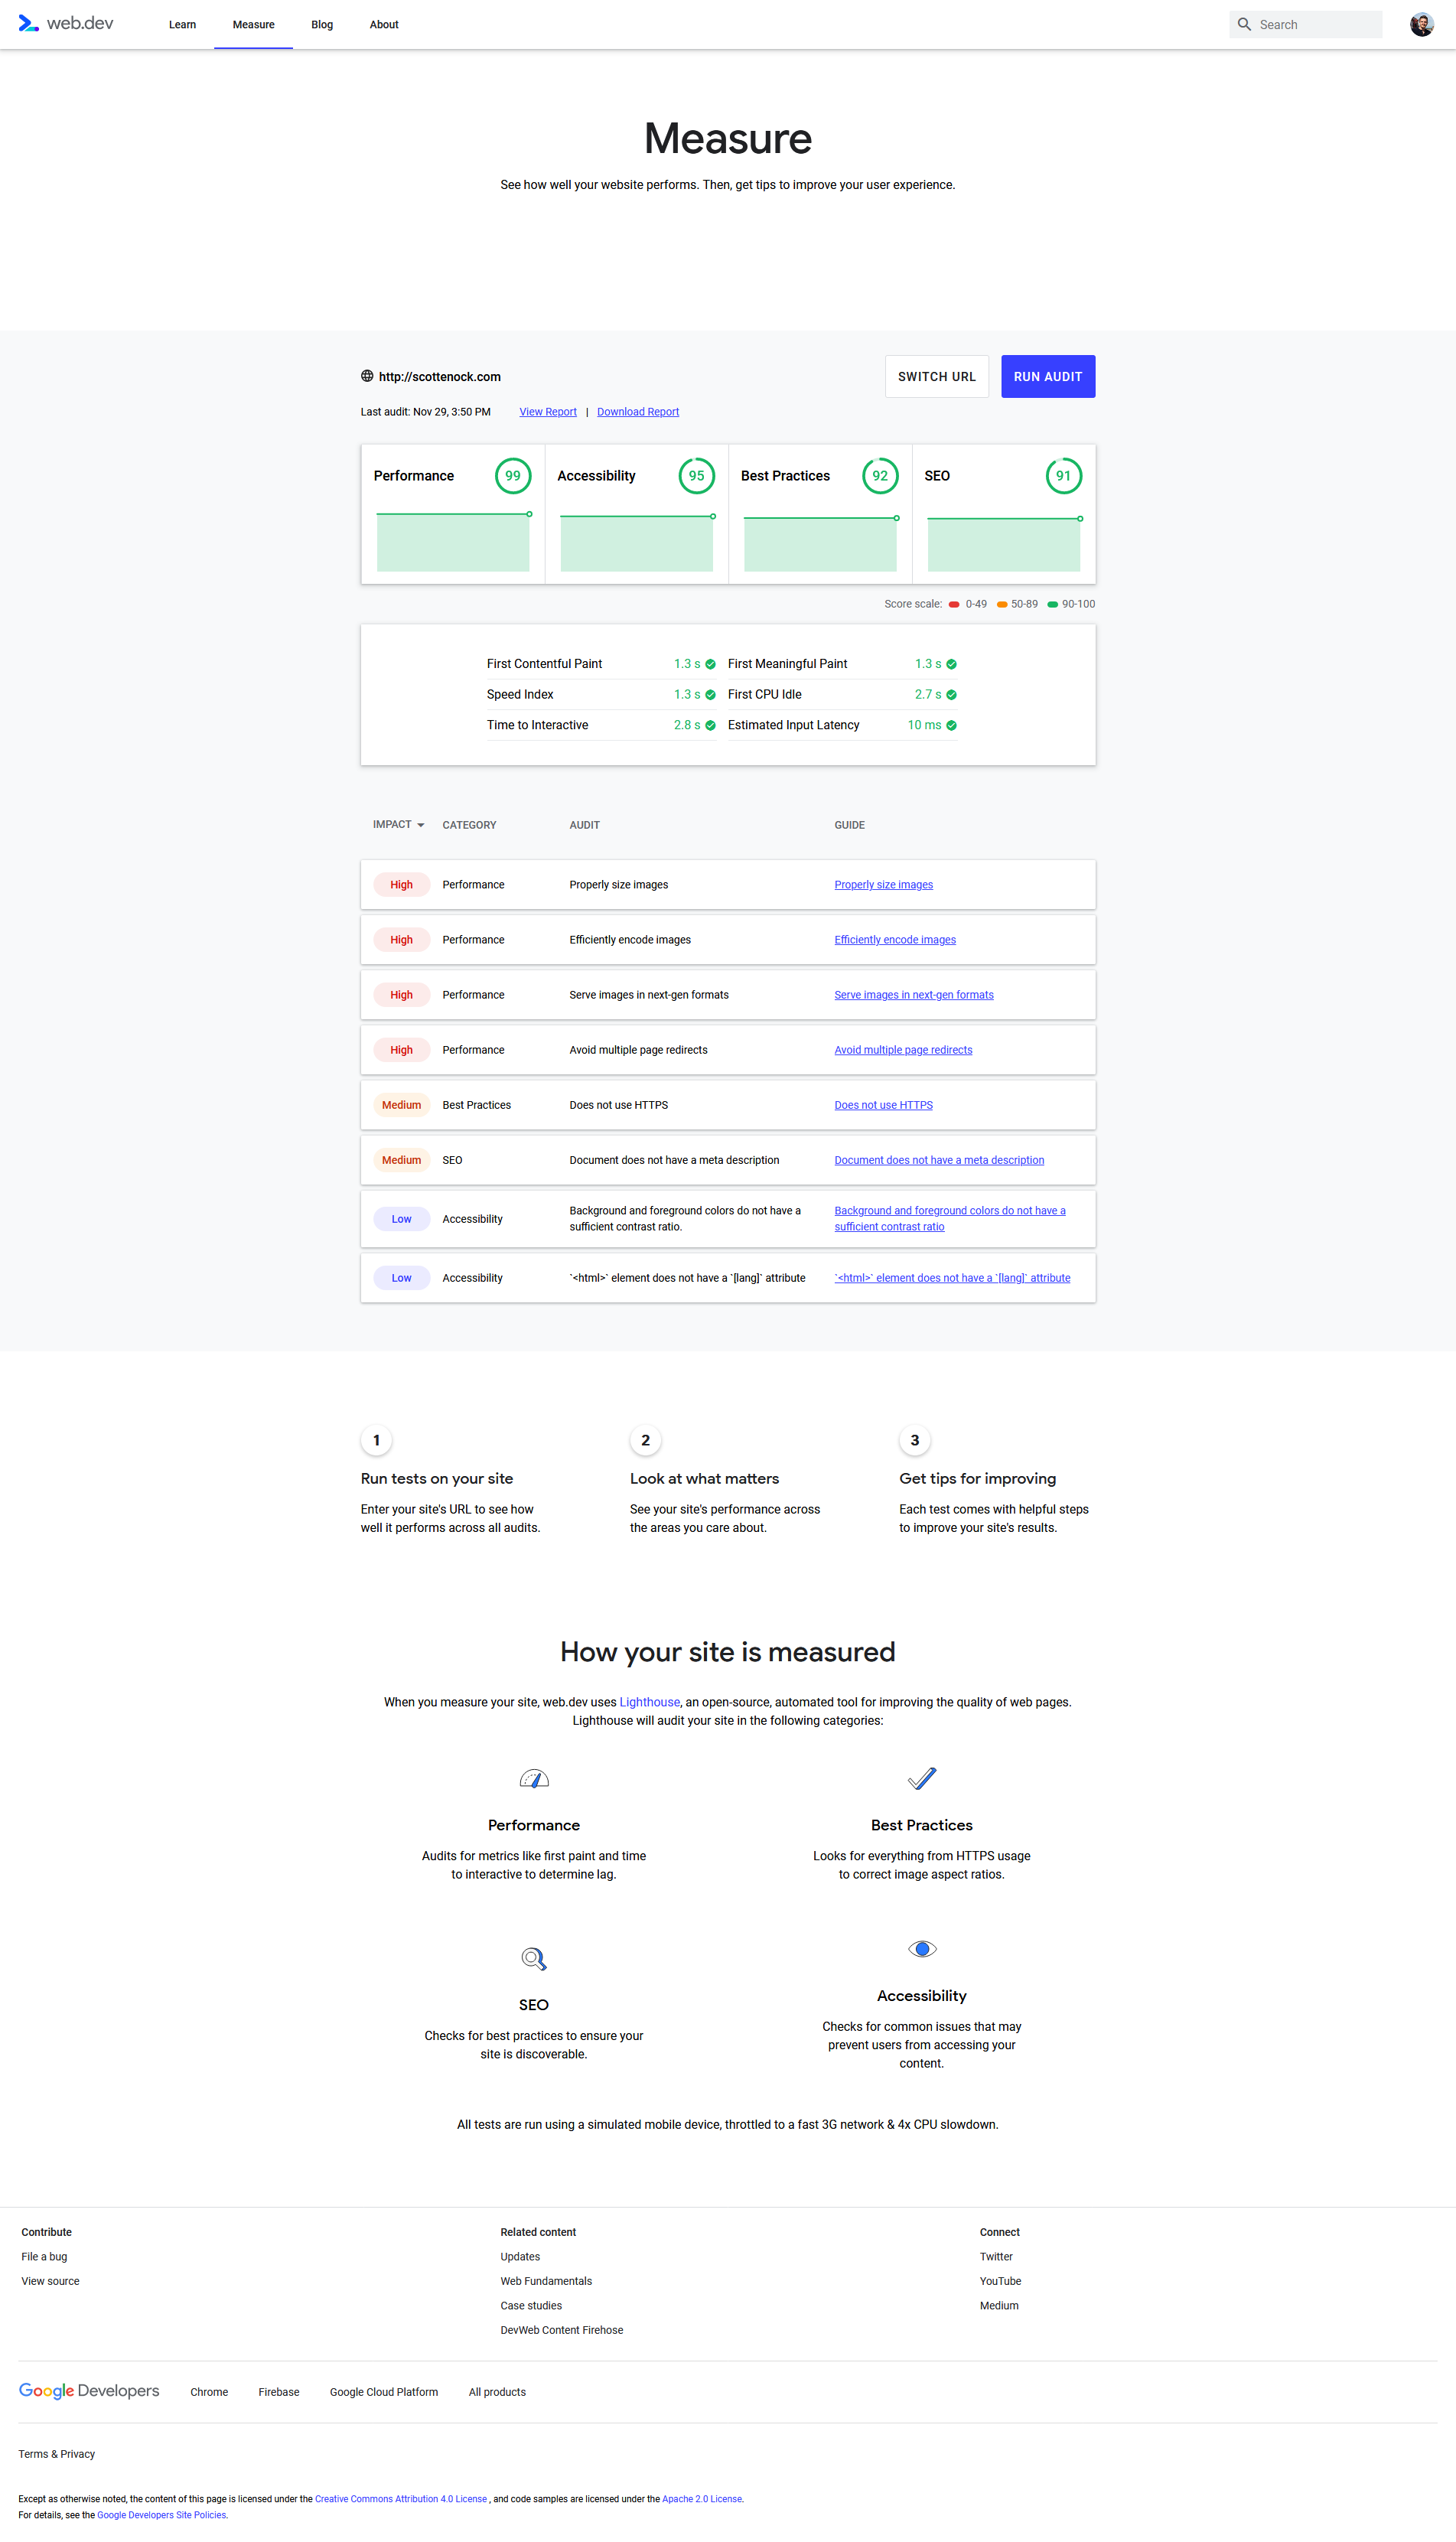 web.dev
Learn
Measure
Blog
About
Search
Measure
See how well your website performs. Then, get tips to improve your user experience.
http://scottenock.com
SWITCH URL
RUN AUDIT
Last audit: Nov 29, 3:50 PM
View Report | Download Report
Performance 99
Accessibility 95
Best Practices 92
SEO 91
Score scale: 0-49 50-89 90-100
First Contentful Paint 1.3 s
First Meaningful Paint 1.3 s
Speed Index 1.3 s
First CPU Idle 2.7 s
Time to Interactive 2.8 s
Estimated Input Latency 10 ms
IMPACT CATEGORY AUDIT GUIDE
High Performance Properly size images Properly size images
High Performance Efficiently encode images Efficiently encode images
High Performance Serve images in next-gen formats Serve images in next-gen formats
High Performance Avoid multiple page redirects Avoid multiple page redirects
Medium Best Practices Does not use HTTPS Does not use HTTPS
Medium SEO Document does not have a meta description Document does not have a meta description
Low Accessibility
Background and foreground colors do not have a
sufficient contrast ratio.
Background and foreground colors do not have a
sufficient contrast ratio
Low Accessibility `<html>` element does not have a `[lang]` attribute `<html>` element does not have a `[lang]` attribute
1
Run tests on your site
Enter your site's URL to see how
well it performs across all audits.
2
Look at what matters
See your site's performance across
the areas you care about.
3
Get tips for improving
Each test comes with helpful steps
to improve your site's results.
How your site is measured
When you measure your site, web.dev uses Lighthouse, an open-source, automated tool for improving the quality of web pages.
Lighthouse will audit your site in the following categories:
Performance
Audits for metrics like first paint and time
to interactive to determine lag.
Best Practices
Looks for everything from HTTPS usage
to correct image aspect ratios.
SEO
Checks for best practices to ensure your
site is discoverable.
Accessibility
Checks for common issues that may
prevent users from accessing your
content.
All tests are run using a simulated mobile device, throttled to a fast 3G network & 4x CPU slowdown.
Contribute
File a bug
View source
Related content
Updates
Web Fundamentals
Case studies
DevWeb Content Firehose
Connect
Twitter
YouTube
Medium
Google Developers
Chrome
Firebase
Google Cloud Platform
All products
Terms & Privacy
Except as otherwise noted, the content of this page is licensed under the Creative Commons Attribution 4.0 License , and code samples are licensed under the Apache 2.0 License.
For details, see the Google Developers Site Policies.